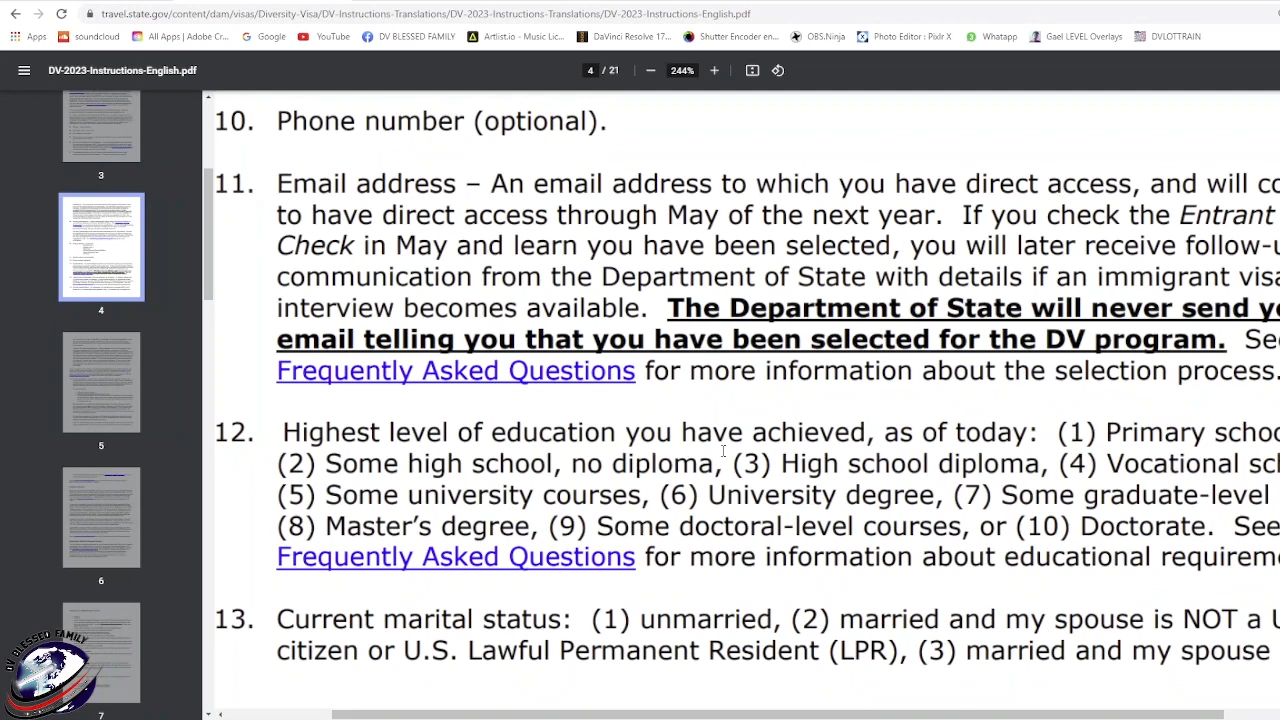 travel.state.gov/content/dam/visas/Diversity-Visa/DV-Instructions-Translations/DV-2023-Instructions-Translations/DV-2023-Instructions-English.pdf
Apps soundcloud All Apps | Adobe Cr... Google YouTube DV BLESSED FAMILY Artlist.io - Music Lic... DaVinci Resolve 17... Shutter Encoder en... OBS.Ninja Photo Editor : Pixlr X Whatapp Gael LEVEL Overlays DVLOTTRAIN
DV-2023-Instructions-English.pdf 4 / 21 244%
3
4
5
6
7
10. Phone number (optional).
11. Email address – An email address to which you have direct access, and will co
to have direct access through May of the next year. If you check the Entrant
Check in May and learn you have been selected, you will later receive follow-u
communication from the Department of State with details if an immigrant visa
interview becomes available. The Department of State will never send yo
email telling you that you have been selected for the DV program. See
Frequently Asked Questions for more information about the selection process.
12. Highest level of education you have achieved, as of today: (1) Primary schoo
(2) Some high school, no diploma, (3) High school diploma, (4) Vocational sch
(5) Some university courses, (6) University degree, (7) Some graduate-level
(8) Master’s degree, (9) Some doctoral-level courses, or (10) Doctorate. See
Frequently Asked Questions for more information about educational requireme
13. Current marital status: (1) unmarried, (2) married and my spouse is NOT a U
citizen or U.S. Lawful Permanent Resident (LPR), (3) married and my spouse
DV BLESSED FAMILY